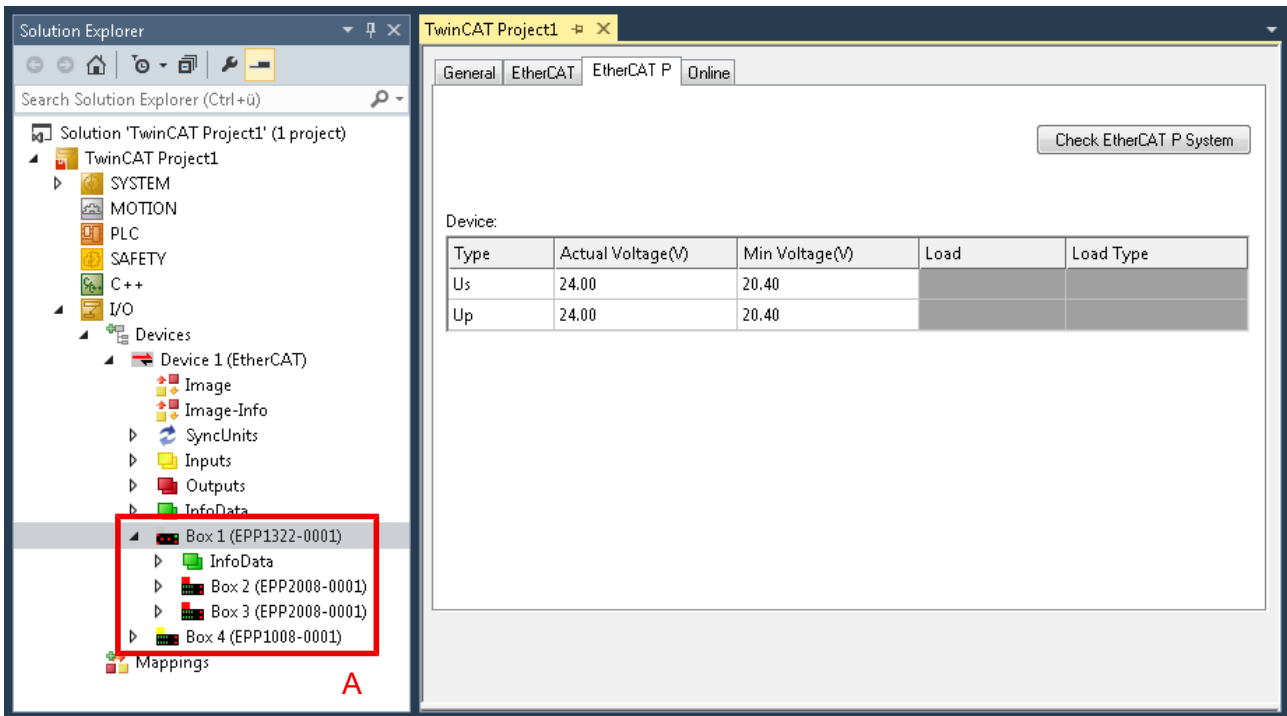 Solution Explorer
Search Solution Explorer (Ctrl+ü)
Solution 'TwinCAT Project1' (1 project)
TwinCAT Project1
SYSTEM
MOTION
PLC
SAFETY
C++
I/O
Devices
Device 1 (EtherCAT)
Image
Image-Info
SyncUnits
Inputs
Outputs
InfoData
Box 1 (EPP1322-0001)
InfoData
Box 2 (EPP2008-0001)
Box 3 (EPP2008-0001)
Box 4 (EPP1008-0001)
Mappings
A
TwinCAT Project1
General EtherCAT EtherCAT P Online
Check EtherCAT P System
Device:
Type Actual Voltage(V) Min Voltage(V) Load Load Type
Us 24.00 20.40
Up 24.00 20.40